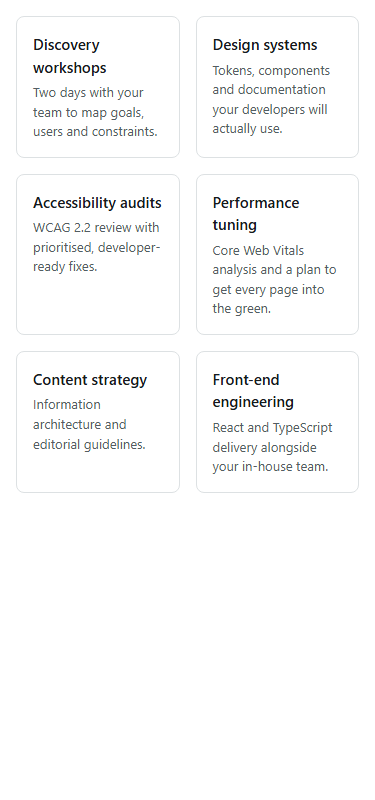 Discovery
workshops
Two days with your
team to map goals,
users and constraints.
Design systems
Tokens, components
and documentation
your developers will
actually use.
Accessibility audits
WCAG 2.2 review with
prioritised, developer-
ready fixes.
Performance
tuning
Core Web Vitals
analysis and a plan to
get every page into
the green.
Content strategy
Information
architecture and
editorial guidelines.
Front-end
engineering
React and TypeScript
delivery alongside
your in-house team.